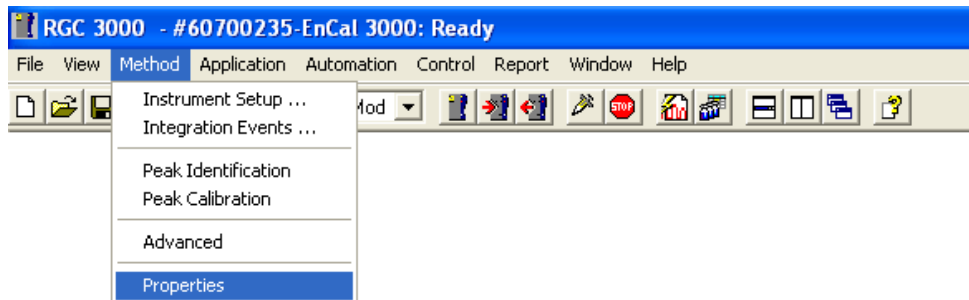 RGC 3000 - #60700235-EnCal 3000: Ready
File View Method Application Automation Control Report Window Help
Instrument Setup ...
Mod
STOP
Integration Events ...
Peak Identification
Peak Calibration
Advanced
Properties